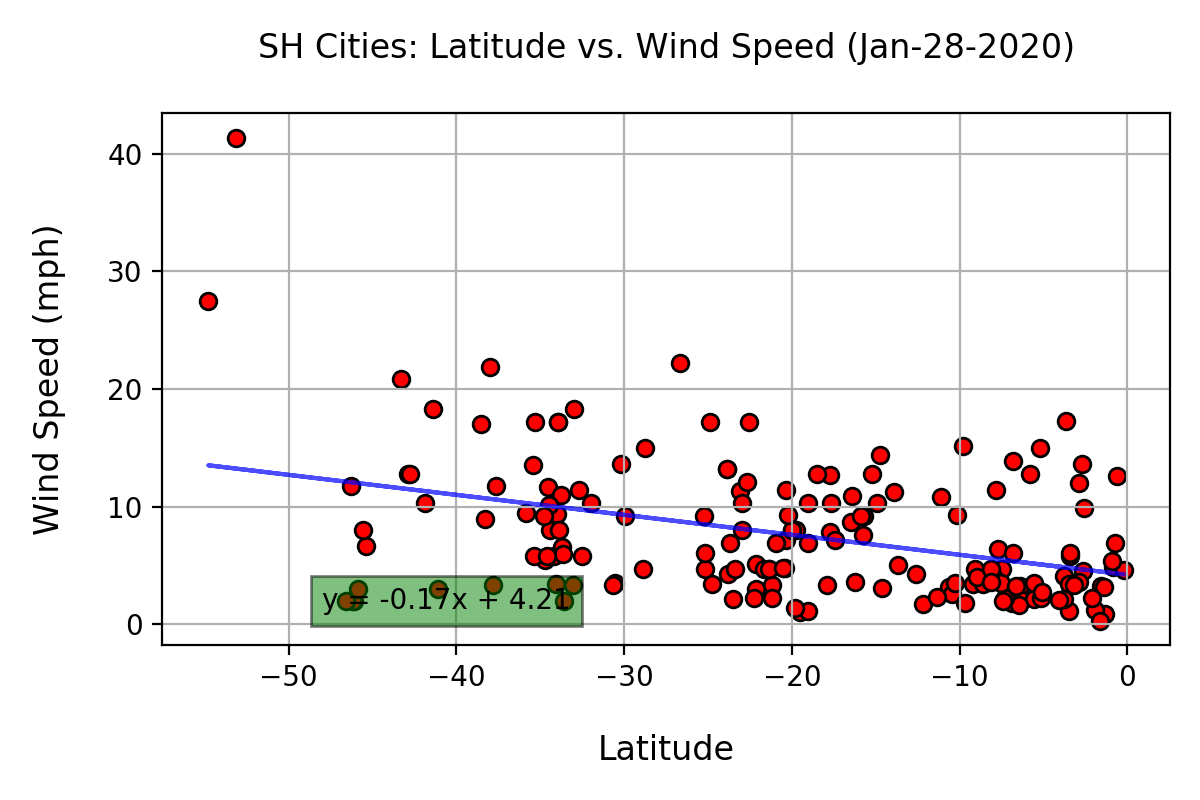 SH Cities: Latitude vs. Wind Speed (Jan-28-2020)
Wind Speed (mph)
40
30
20
10
0
y = -0.17x + 4.21
−50 −40 −30 −20 −10 0
Latitude